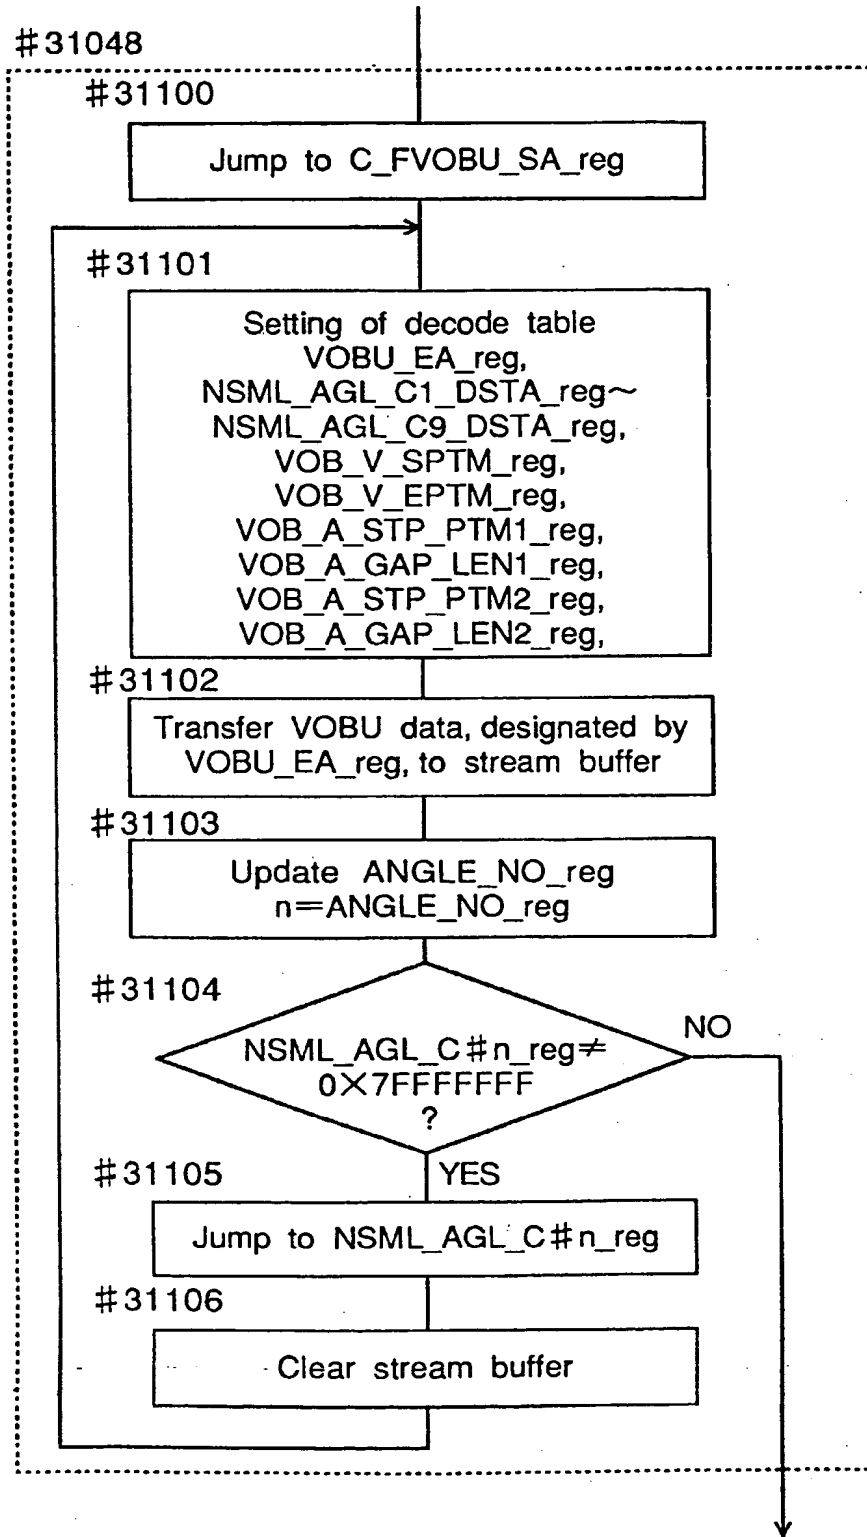 #31048
#31100
Jump to C_FVOBU_SA_reg
#31101
Setting of decode table
VOBU_EA_reg,
NSML_AGL_C1_DSTA_reg~
NSML_AGL_C9_DSTA_reg,
VOB_V_SPTM_reg,
VOB_V_EPTM_reg,
VOB_A_STP_PTM1_reg,
VOB_A_GAP_LEN1_reg,
VOB_A_STP_PTM2_reg,
VOB_A_GAP_LEN2_reg,
#31102
Transfer VOBU data, designated by
VOBU_EA_reg, to stream buffer
#31103
Update ANGLE_NO_reg
n=ANGLE_NO_reg
#31104
NSML_AGL_C#n_reg≠
0×7FFFFFFF
?
NO
YES
#31105
Jump to NSML_AGL_C#n_reg
#31106
Clear stream buffer